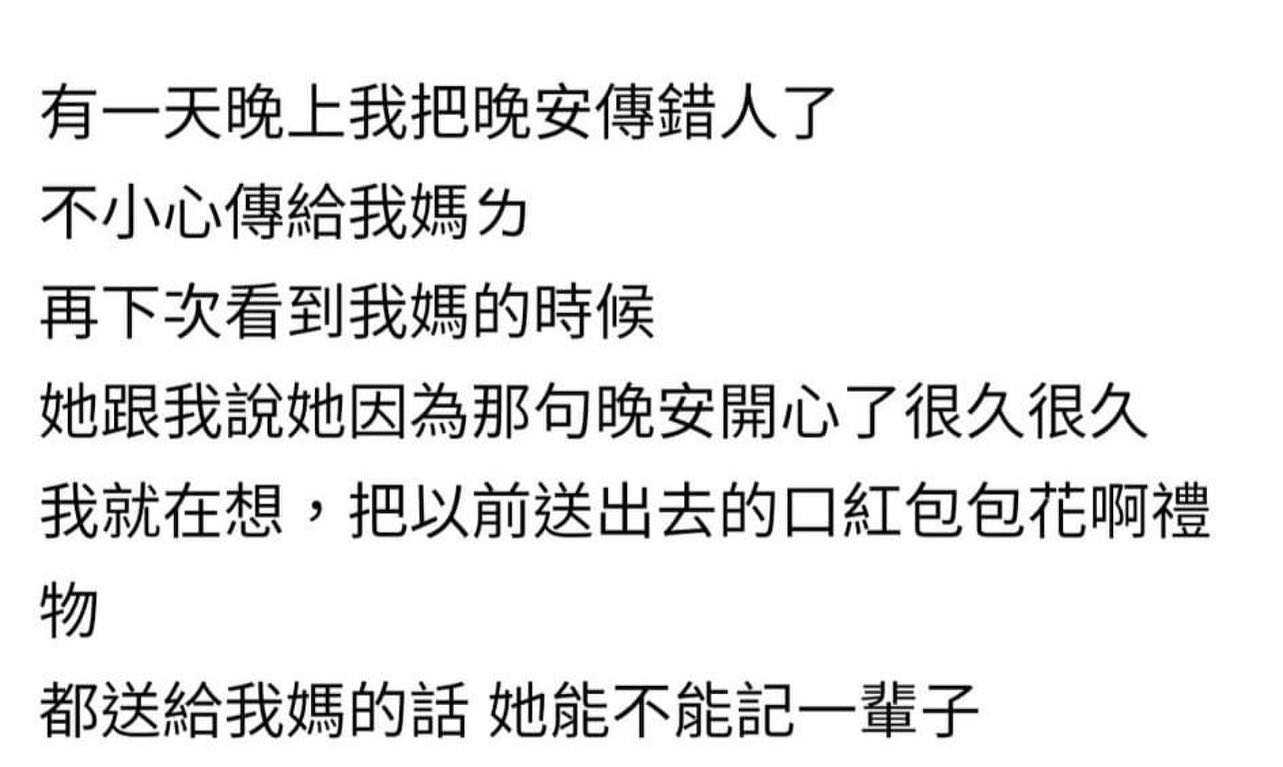 有一天晚上我把晚安傳錯人了
不小心傳給我媽ㄌ
再下次看到我媽的時候
她跟我說她因為那句晚安開心了很久很久
我就在想，把以前送出去的口紅包包花啊禮
物
都送給我媽的話 她能不能記一輩子